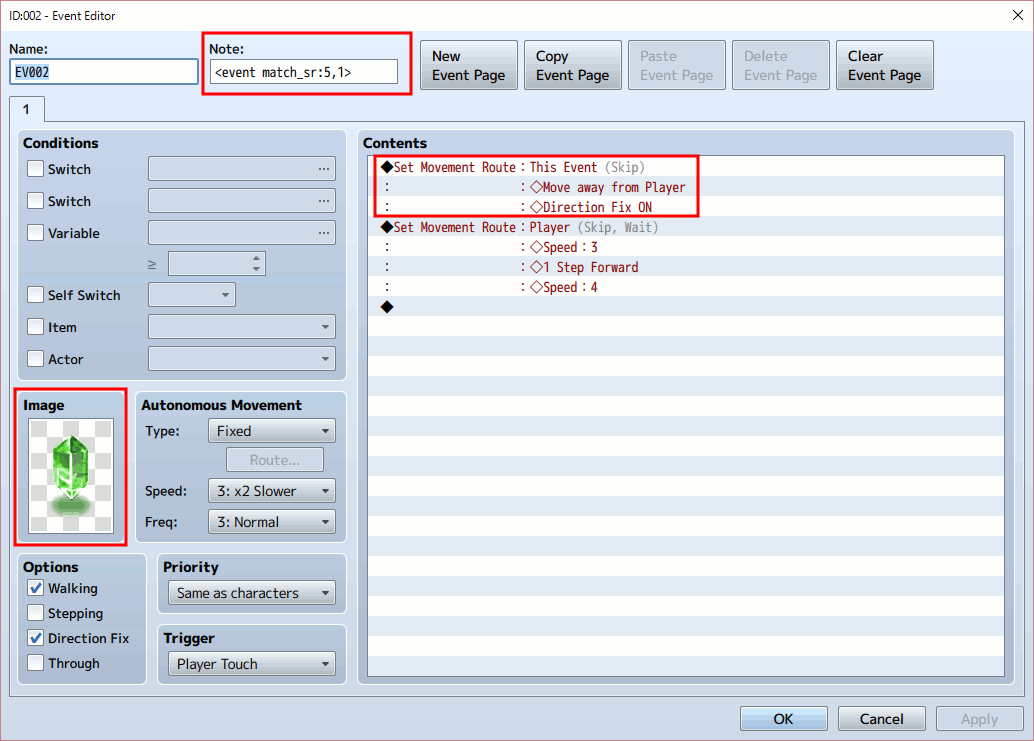 ID:002 - Event Editor
Name:
EV002
Note:
<event match_sr:5,1>
New
Event Page
Copy
Event Page
Paste
Event Page
Delete
Event Page
Clear
Event Page
1
Conditions
Switch
...
Switch
...
Variable
...
≥
Self Switch
Item
Actor
Image
Autonomous Movement
Type:
Fixed
Route...
Speed:
3: x2 Slower
Freq:
3: Normal
Options
Walking
Stepping
Direction Fix
Through
Priority
Same as characters
Trigger
Player Touch
Contents
◆Set Movement Route：This Event (Skip)
：　　　　　　　：◇Move away from Player
：　　　　　　　：◇Direction Fix ON
◆Set Movement Route：Player (Skip, Wait)
：　　　　　　　：◇Speed：3
：　　　　　　　：◇1 Step Forward
：　　　　　　　：◇Speed：4
◆
OK
Cancel
Apply